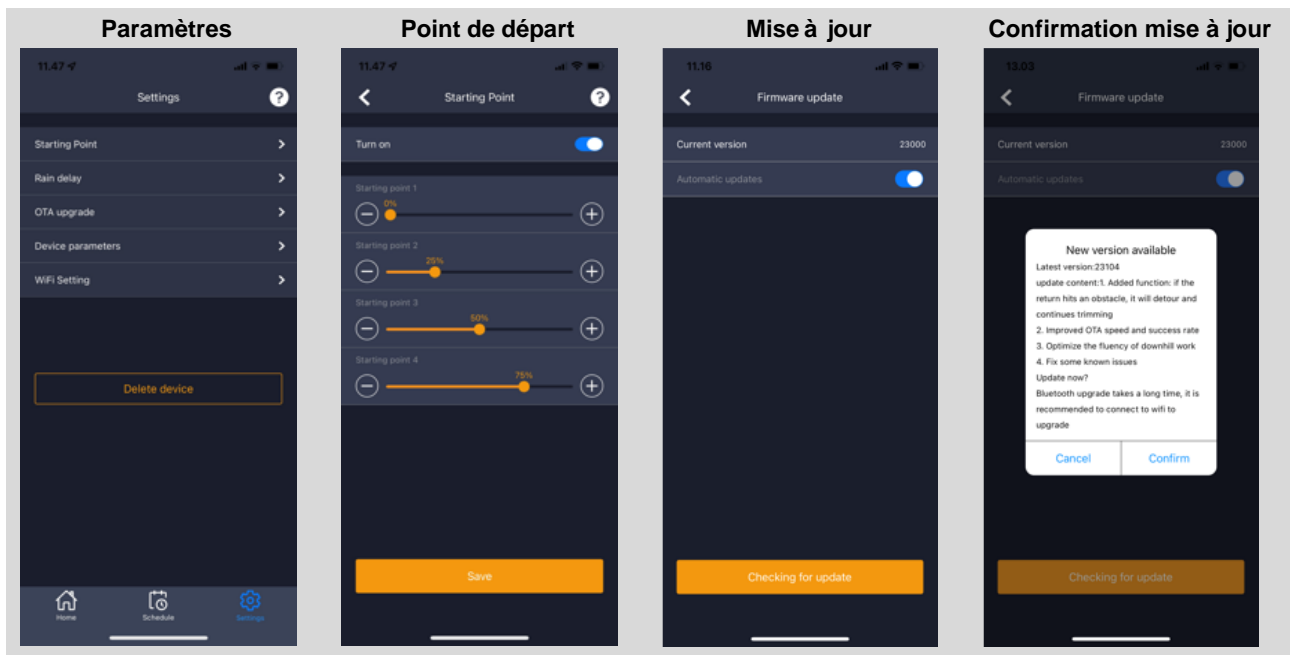 Paramètres
Point de départ
Mise à jour
Confirmation mise à jour
11.47
Settings
?
Starting Point
Rain delay
OTA upgrade
Device parameters
WiFi Setting
Delete device
Home
Schedule
Settings
11.47
Starting Point
?
Turn on
Starting point 1
0%
Starting point 2
25%
Starting point 3
50%
Starting point 4
75%
Save
11.16
Firmware update
Current version 23000
Automatic updates
Checking for update
13.03
Firmware update
Current version 23000
Automatic updates
New version available
Latest version:23104
update content:1. Added function: if the
return hits an obstacle, it will detour and
continues trimming
2. Improved OTA speed and success rate
3. Optimize the fluency of downhill work
4. Fix some known issues
Update now?
Bluetooth upgrade takes a long time, it is
recommended to connect to wifi to
upgrade
Cancel Confirm
Checking for update